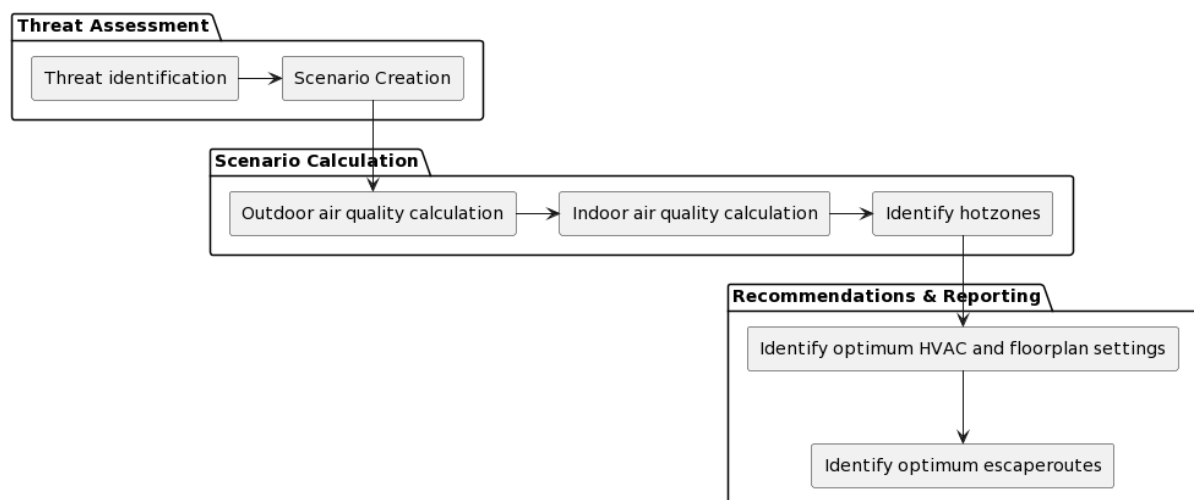 Threat Assessment
Threat identification
Scenario Creation
Scenario Calculation
Outdoor air quality calculation
Indoor air quality calculation
Identify hotzones
Recommendations & Reporting
Identify optimum HVAC and floorplan settings
Identify optimum escaperoutes